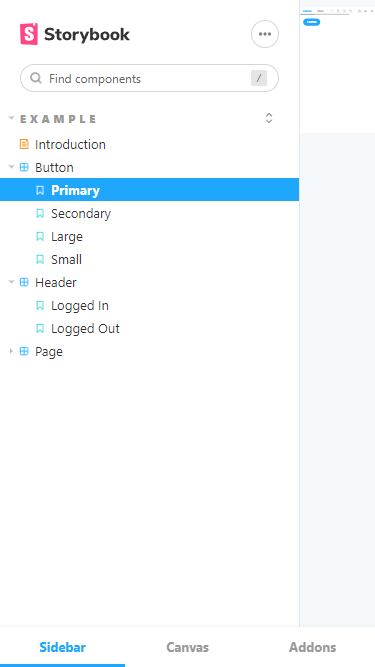 Storybook
Find components /
EXAMPLE
Introduction
Button
Primary
Secondary
Large
Small
Header
Logged In
Logged Out
Page
Sidebar Canvas Addons